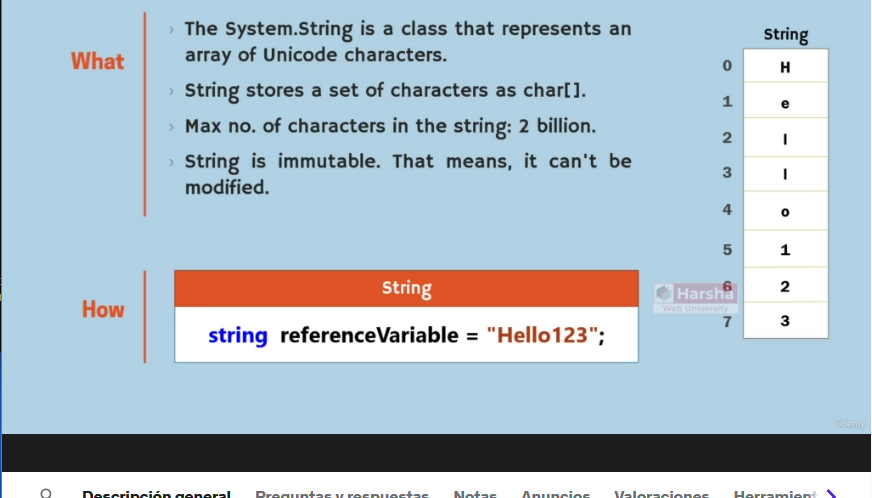 What
› The System.String is a class that represents an
array of Unicode characters.
› String stores a set of characters as char[].
› Max no. of characters in the string: 2 billion.
› String is immutable. That means, it can't be
modified.
String
0 H
1 e
2 l
3 l
4 o
5 1
6 2
7 3
How
String
string referenceVariable = "Hello123";
Harsha
Web University
Udemy
Descripción general Preguntas y respuestas Notas Anuncios Valoraciones